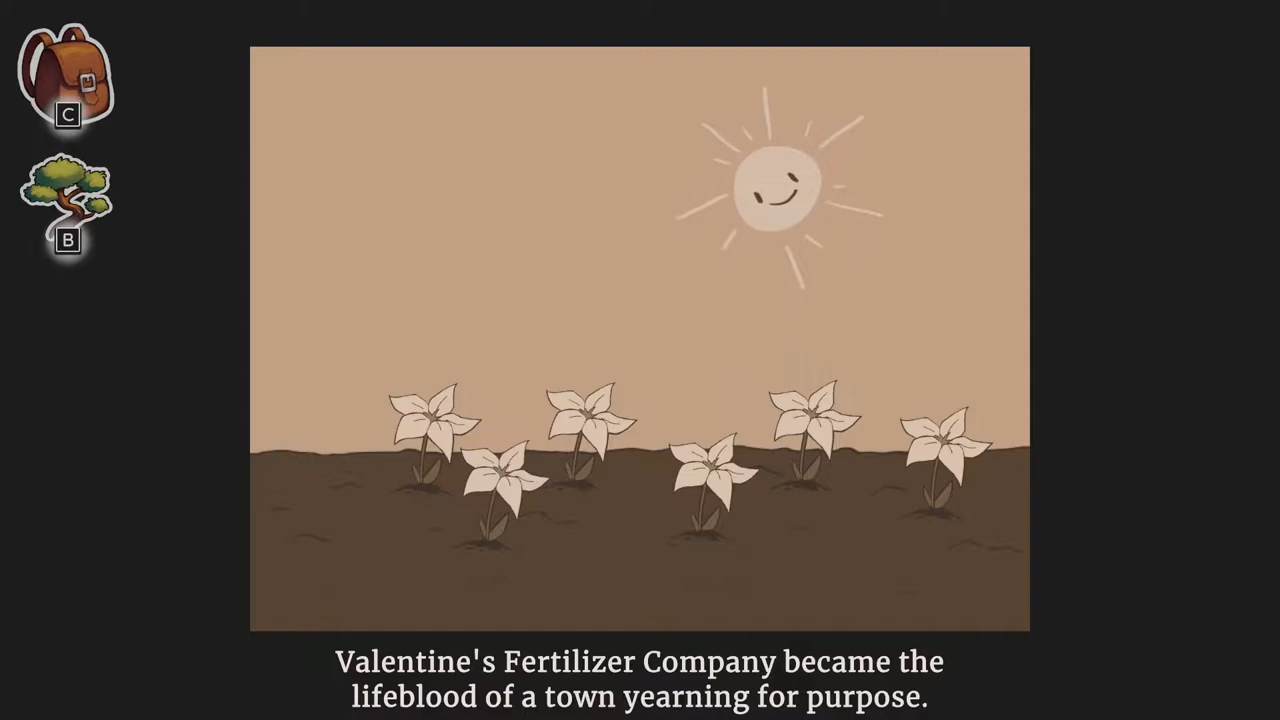 C
B
Valentine's Fertilizer Company became the
lifeblood of a town yearning for purpose.